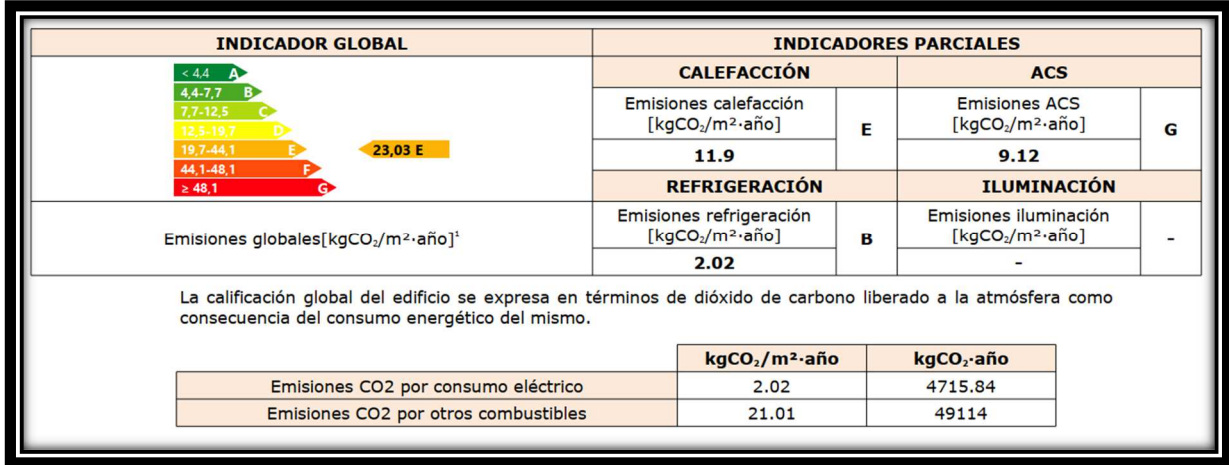 INDICADOR GLOBAL
INDICADORES PARCIALES
< 4,4 A
4,4-7,7 B
7,7-12,5 C
12,5-19,7 D
19,7-44,1 E
44,1-48,1 F
≥ 48,1 G
23,03 E
CALEFACCIÓN
ACS
Emisiones calefacción
[kgCO₂/m²·año]
E
Emisiones ACS
[kgCO₂/m²·año]
G
11.9
9.12
REFRIGERACIÓN
ILUMINACIÓN
Emisiones globales[kgCO₂/m²·año]¹
Emisiones refrigeración
[kgCO₂/m²·año]
B
Emisiones iluminación
[kgCO₂/m²·año]
-
2.02
-
La calificación global del edificio se expresa en términos de dióxido de carbono liberado a la atmósfera como
consecuencia del consumo energético del mismo.
kgCO₂/m²·año kgCO₂·año
Emisiones CO2 por consumo eléctrico 2.02 4715.84
Emisiones CO2 por otros combustibles 21.01 49114